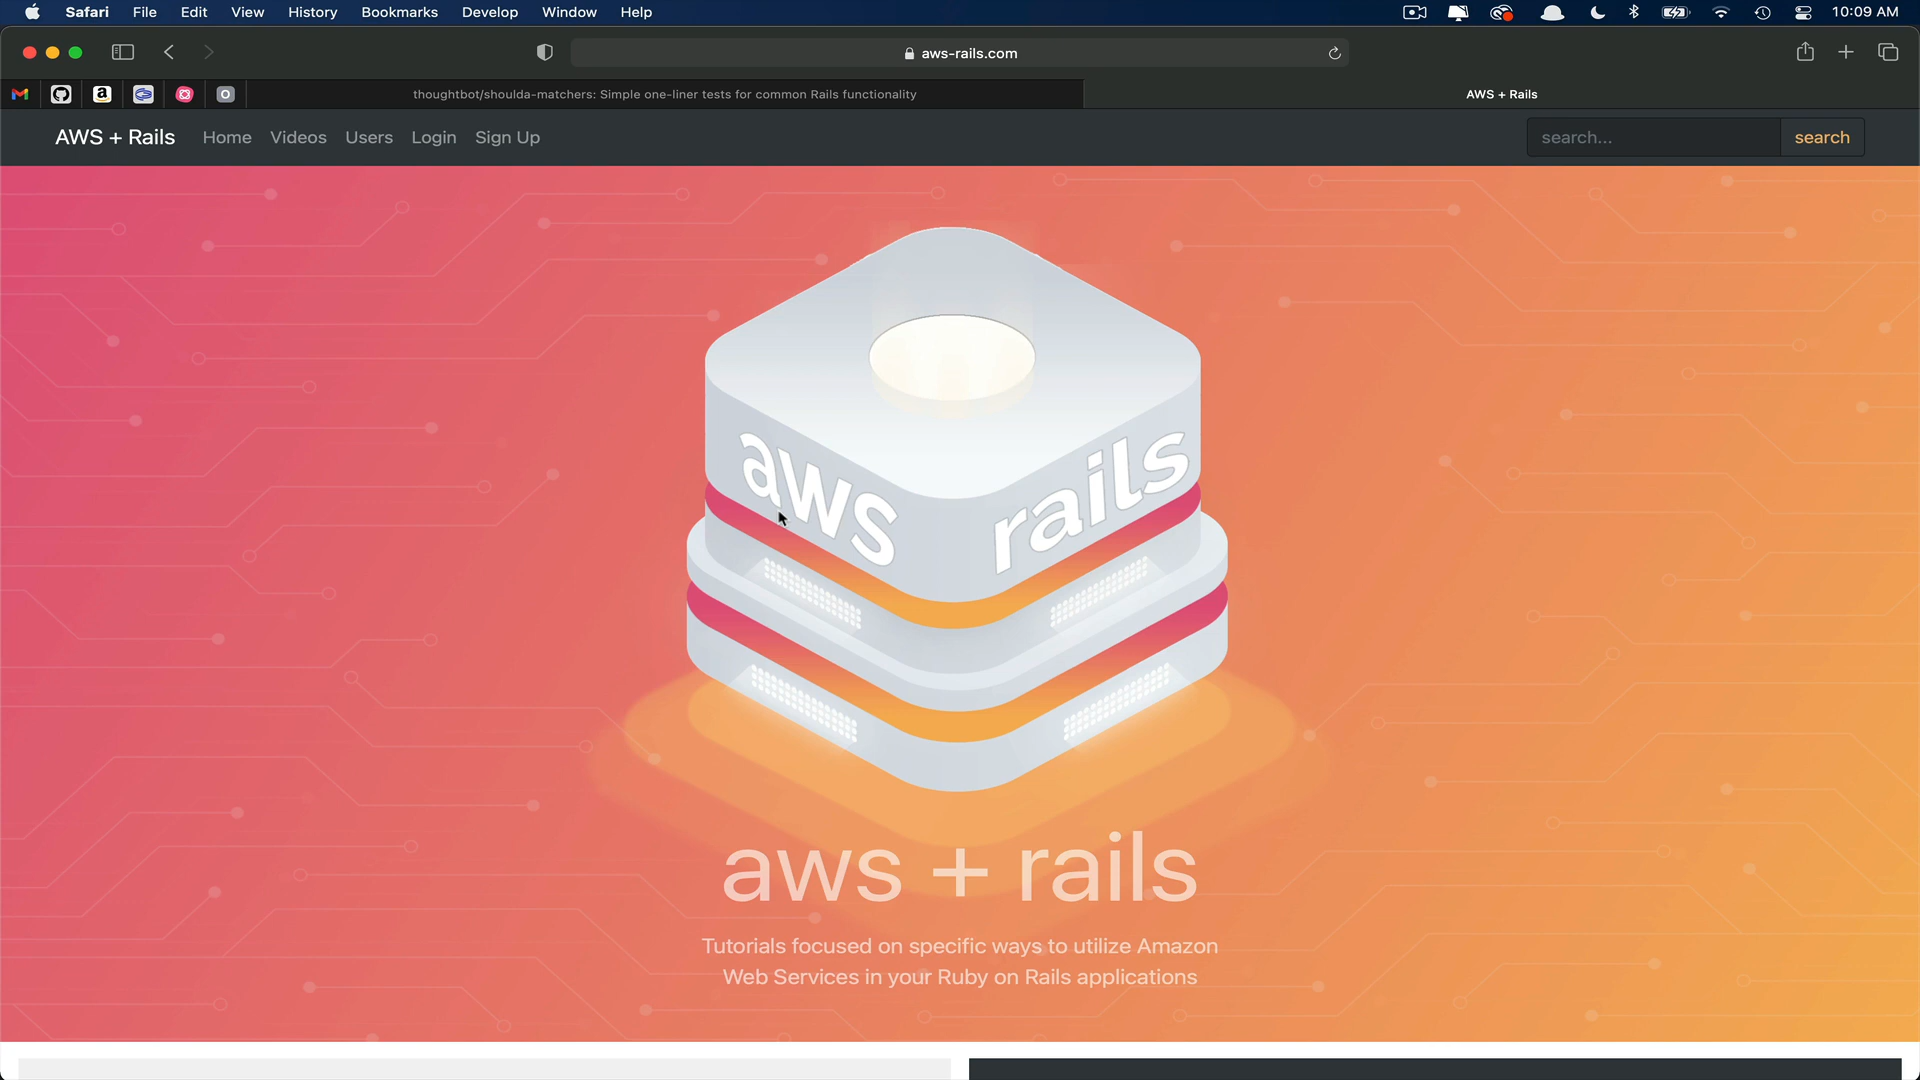 Safari File Edit View History Bookmarks Develop Window Help 10:09 AM
aws-rails.com
thoughtbot/shoulda-matchers: Simple one-liner tests for common Rails functionality
AWS + Rails
AWS + Rails Home Videos Users Login Sign Up search... search
aws rails
aws + rails
Tutorials focused on specific ways to utilize Amazon
Web Services in your Ruby on Rails applications